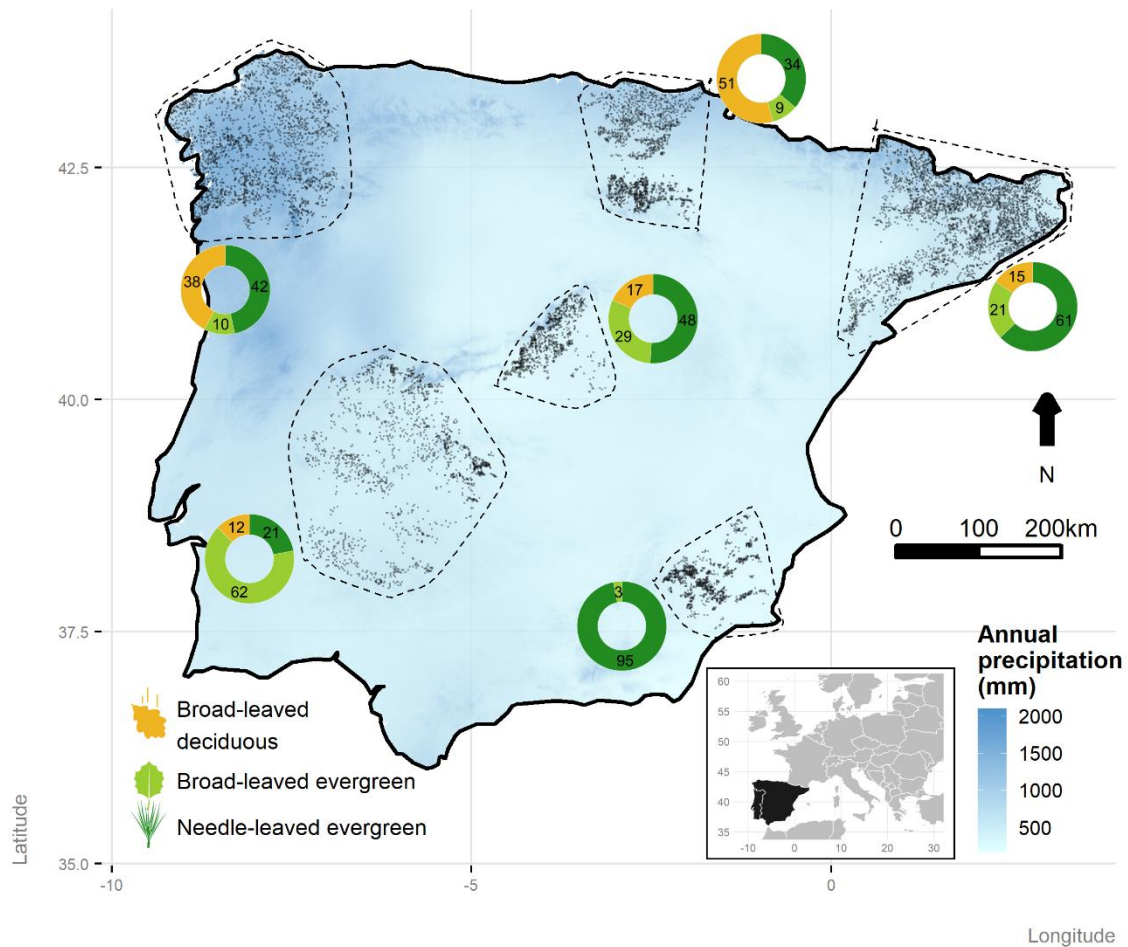 51
34
9
42.5
38
42
10
17
48
29
15
21
61
40.0
N
0 100 200km
12
21
62
3
95
37.5
Annual
precipitation
(mm)
2000
1500
1000
500
Broad-leaved
deciduous
Broad-leaved evergreen
Needle-leaved evergreen
60
55
50
45
40
35
-10 0 10 20 30
Latitude
35.0
-10 -5 0
Longitude